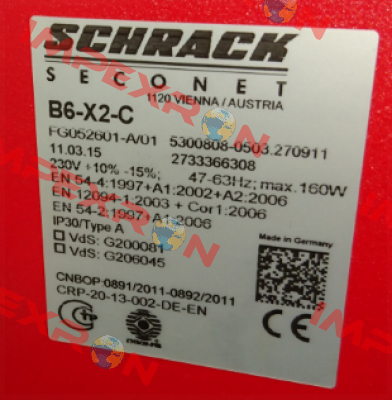 SCHRACK
SECONET
1120 VIENNA / AUSTRIA
B6-X2-C
FG052601-A/01 5300808-0503.270911
11.03.15 2733366308
230V +10% -15%; 47-63Hz; max.160W
EN 54-4:1997+A1:2002+A2:2006
EN 12094-1:2003 + Cor1:2006
EN 54-2:1997+A1:2006
IP30/Type A
VdS: G200081
VdS: G206045
Made in Germany
CNBOP-0891/2011-0892/2011
CRP-20-13-002-DE-EN
CE
IMPEXRON